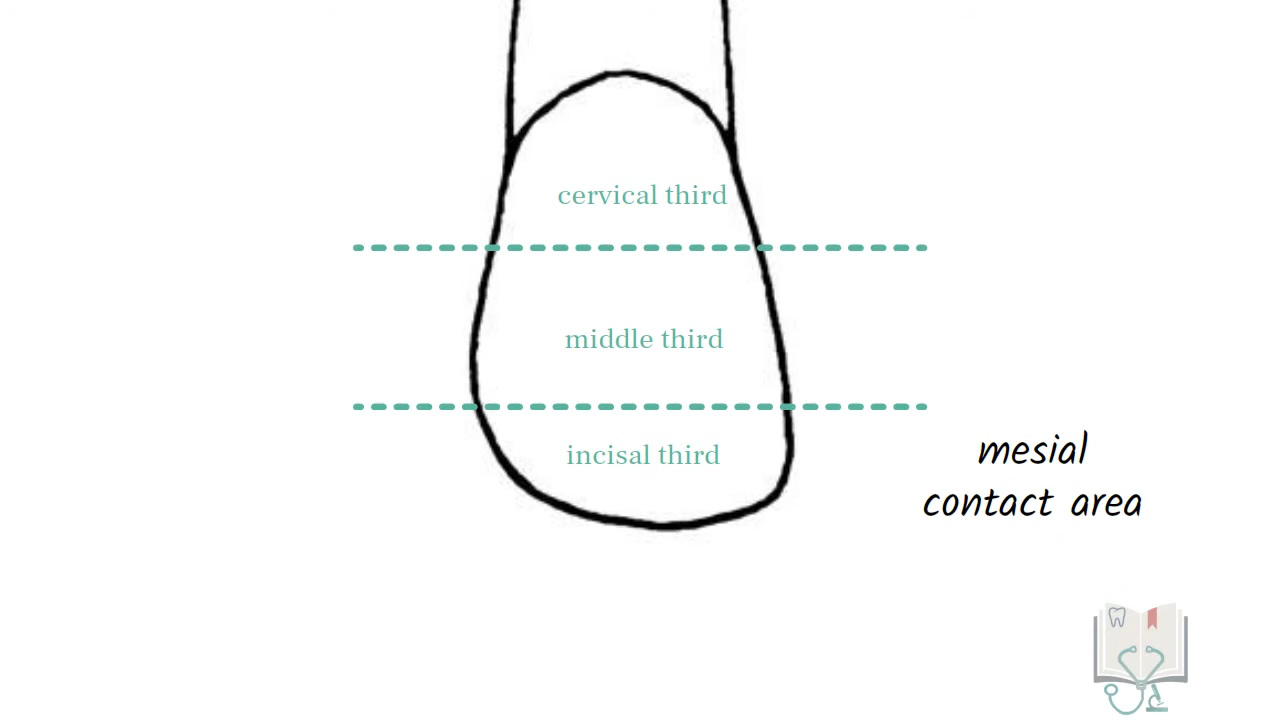 cervical third
middle third
incisal third
mesial
contact area